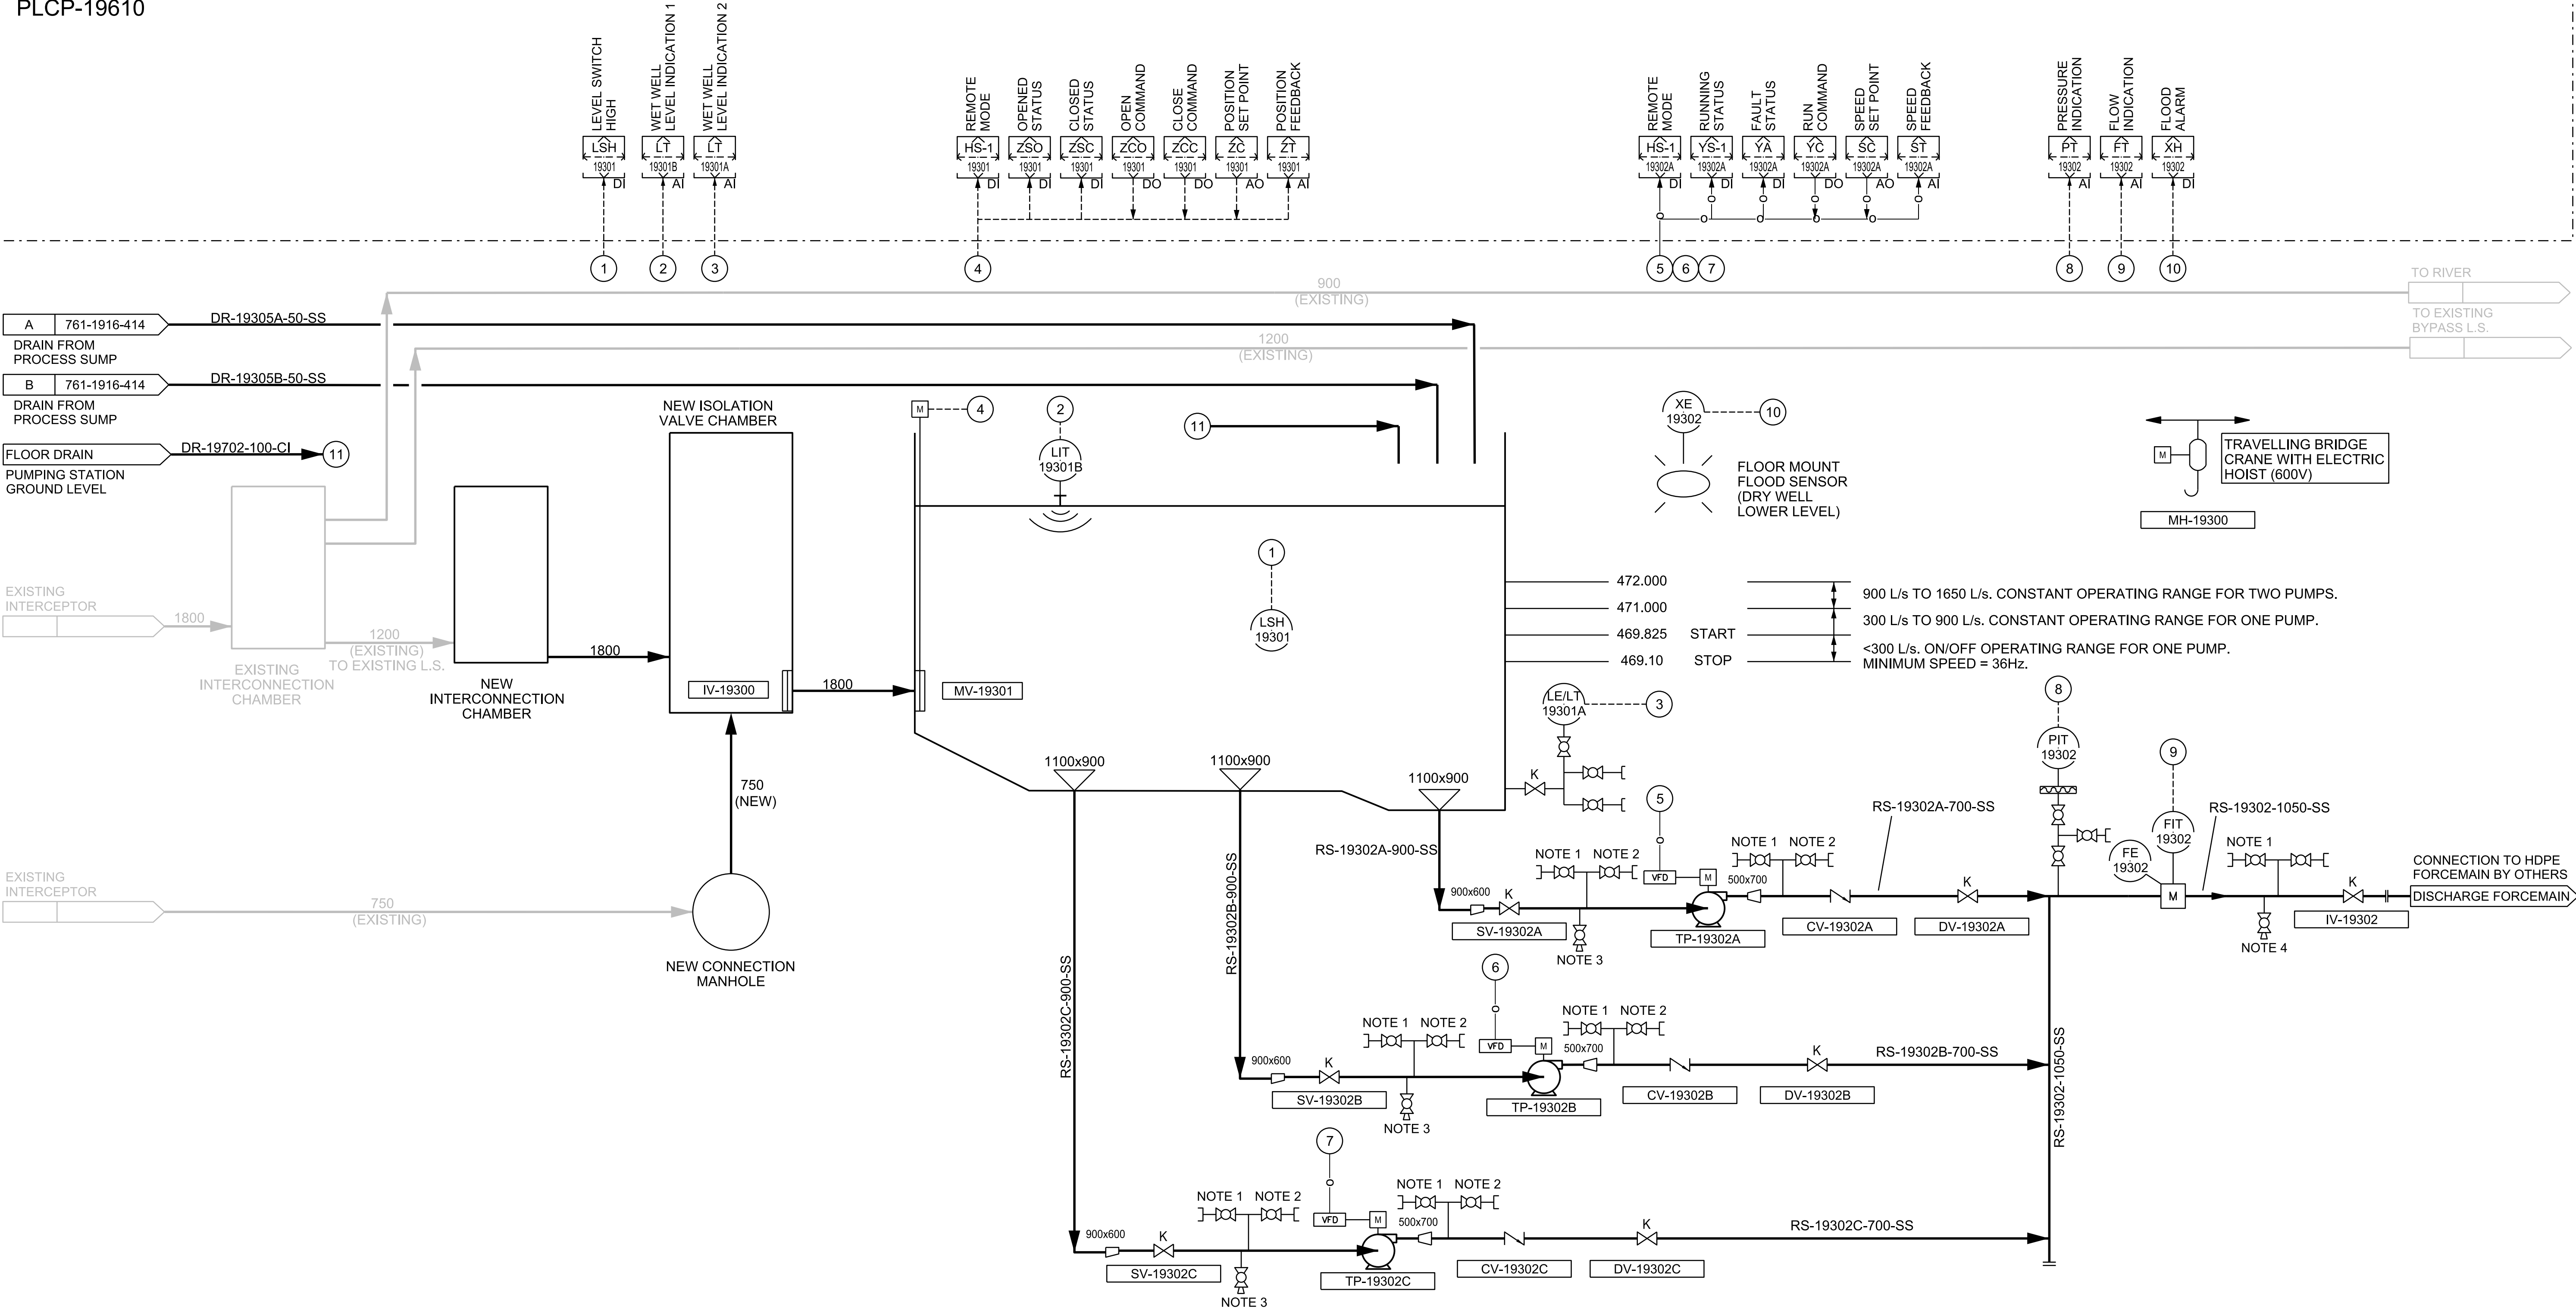 PLCP-19610
LEVEL SWITCH
HIGH
WET WELL
LEVEL INDICATION 1
WET WELL
LEVEL INDICATION 2
REMOTE
MODE
OPENED
STATUS
CLOSED
STATUS
OPEN
COMMAND
CLOSE
COMMAND
POSITION
SET POINT
POSITION
FEEDBACK
REMOTE
MODE
RUNNING
STATUS
FAULT
STATUS
RUN
COMMAND
SPEED
SET POINT
SPEED
FEEDBACK
PRESSURE
INDICATION
FLOW
INDICATION
FLOOD
ALARM
LSH
19301
DI
LT
19301B
AI
LT
19301A
AI
HS-1
19301
DI
ZSO
19301
DI
ZSC
19301
DI
ZCO
19301
DO
ZCC
19301
DO
ZC
19301
AO
ZT
19301
AI
HS-1
19302A
DI
YS-1
19302A
DI
YA
19302A
DI
YC
19302A
DO
SC
19302A
AO
ST
19302A
AI
PT
19302
AI
FT
19302
AI
XH
19302
DI
1
2
3
4
5
6
7
8
9
10
900
(EXISTING)
TO RIVER
A
761-1916-414
DR-19305A-50-SS
DRAIN FROM
PROCESS SUMP
1200
(EXISTING)
TO EXISTING
BYPASS L.S.
B
761-1916-414
DR-19305B-50-SS
DRAIN FROM
PROCESS SUMP
FLOOR DRAIN
DR-19702-100-CI
11
PUMPING STATION
GROUND LEVEL
NEW ISOLATION
VALVE CHAMBER
M
4
2
LIT
19301B
11
XE
19302
10
FLOOR MOUNT
FLOOD SENSOR
(DRY WELL
LOWER LEVEL)
M
TRAVELLING BRIDGE
CRANE WITH ELECTRIC
HOIST (600V)
MH-19300
1
LSH
19301
472.000
471.000
469.825 START
469.10 STOP
900 L/s TO 1650 L/s. CONSTANT OPERATING RANGE FOR TWO PUMPS.
300 L/s TO 900 L/s. CONSTANT OPERATING RANGE FOR ONE PUMP.
<300 L/s. ON/OFF OPERATING RANGE FOR ONE PUMP.
MINIMUM SPEED = 36Hz.
EXISTING
INTERCEPTOR
1800
EXISTING
INTERCONNECTION
CHAMBER
1200
(EXISTING)
TO EXISTING L.S.
NEW
INTERCONNECTION
CHAMBER
1800
IV-19300
1800
MV-19301
750
(NEW)
EXISTING
INTERCEPTOR
750
(EXISTING)
NEW CONNECTION
MANHOLE
1100x900
1100x900
1100x900
LE/LT
19301A
3
K
RS-19302A-900-SS
900x600
K
SV-19302A
NOTE 1
NOTE 2
NOTE 3
5
VFD
M
TP-19302A
500x700
NOTE 1
NOTE 2
CV-19302A
RS-19302A-700-SS
K
DV-19302A
8
PIT
19302
9
FIT
19302
FE
19302
M
RS-19302-1050-SS
NOTE 1
NOTE 4
K
IV-19302
CONNECTION TO HDPE
FORCEMAIN BY OTHERS
DISCHARGE FORCEMAIN
RS-19302B-900-SS
900x600
K
SV-19302B
NOTE 1
NOTE 2
NOTE 3
6
VFD
M
TP-19302B
500x700
NOTE 1
NOTE 2
CV-19302B
K
DV-19302B
RS-19302B-700-SS
RS-19302-1050-SS
RS-19302C-900-SS
900x600
K
SV-19302C
NOTE 1
NOTE 2
NOTE 3
7
VFD
M
TP-19302C
500x700
NOTE 1
NOTE 2
CV-19302C
K
DV-19302C
RS-19302C-700-SS